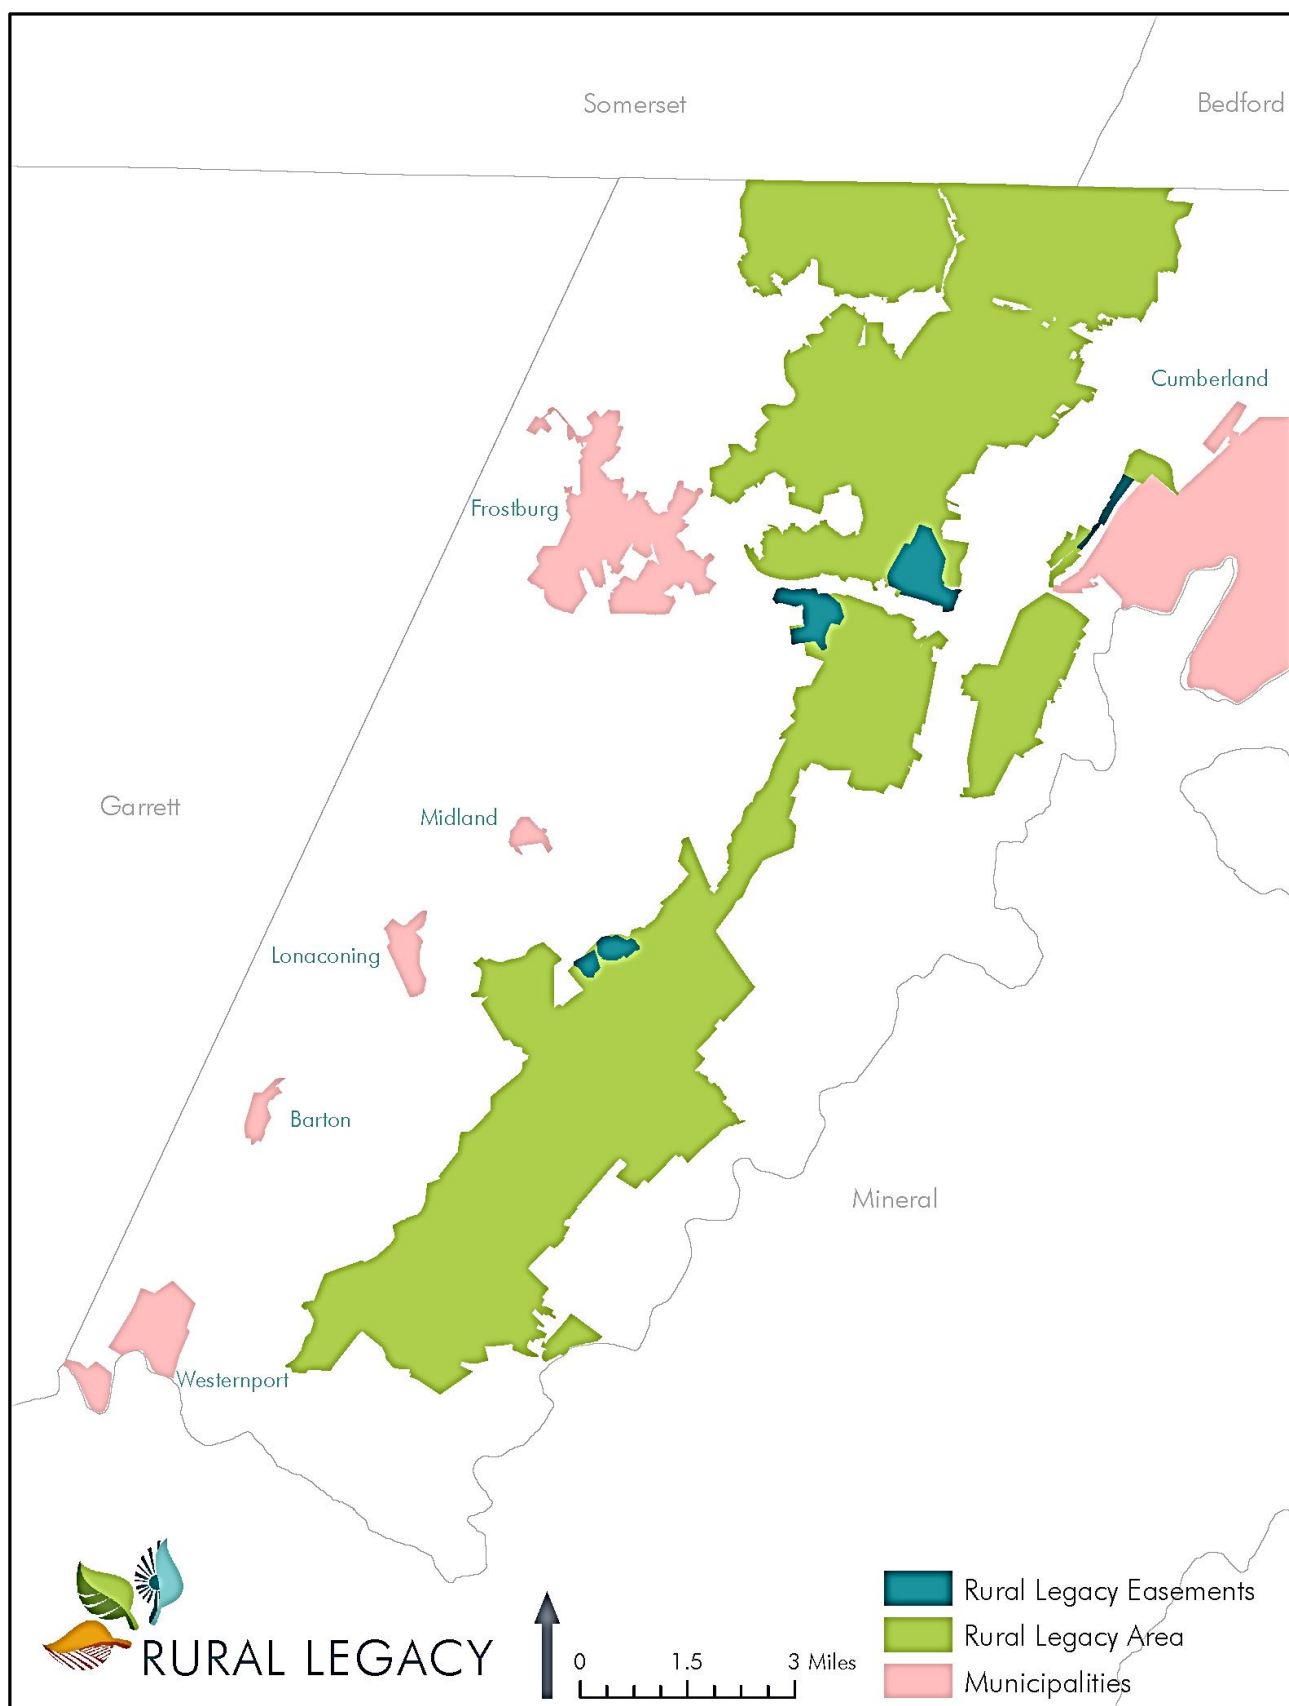 Somerset
Bedford
Cumberland
Frostburg
Garrett
Midland
Lonaconing
Barton
Mineral
Westernport
RURAL LEGACY
0 1.5 3 Miles
Rural Legacy Easements
Rural Legacy Area
Municipalities